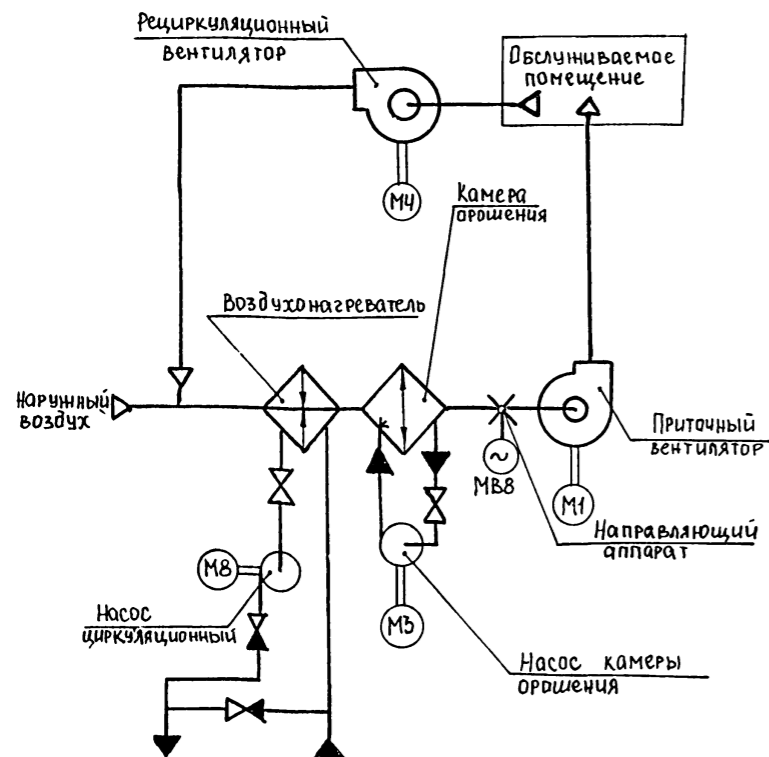 Рециркуляционный
вентилятор
Обслуживаемое
помещение
М4
Камера
орошения
Воздухонагреватель
Наружный
воздух
Приточный
вентилятор
~
МВ8
М1
Направляющий
аппарат
М8
Насос
циркуляционный
М3
Насос камеры
орошения